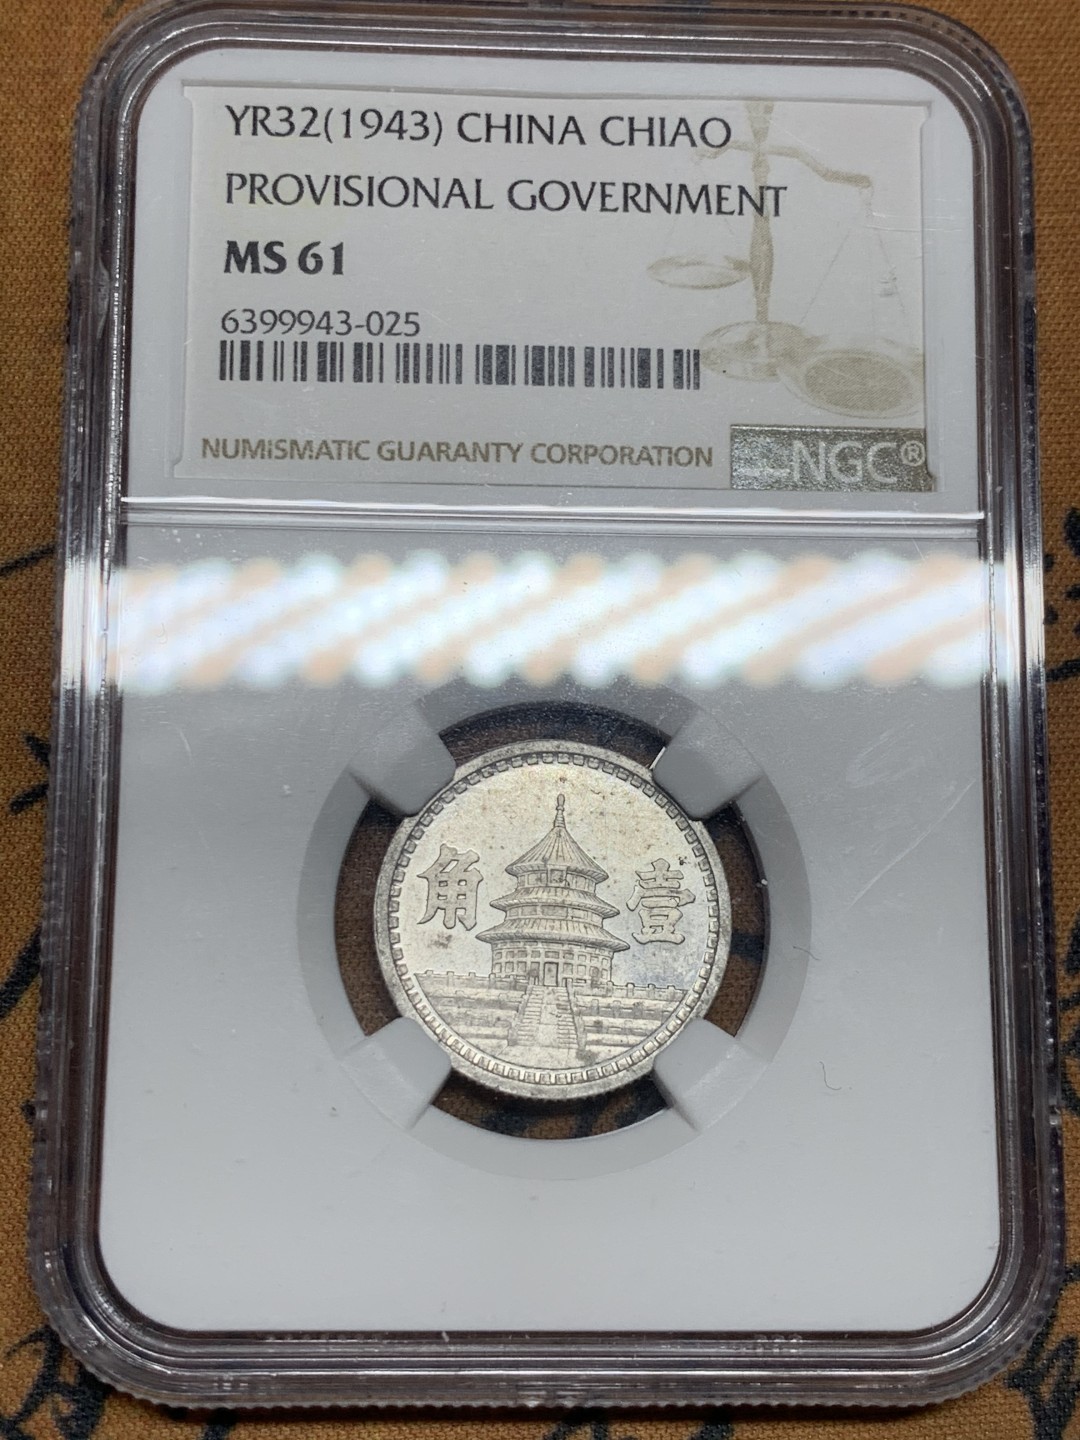 YR32(1943) CHINA CHIAO
PROVISIONAL GOVERNMENT
MS 61
6399943-025
NUMISMATIC GUARANTY CORPORATION
NGC®
角 壹